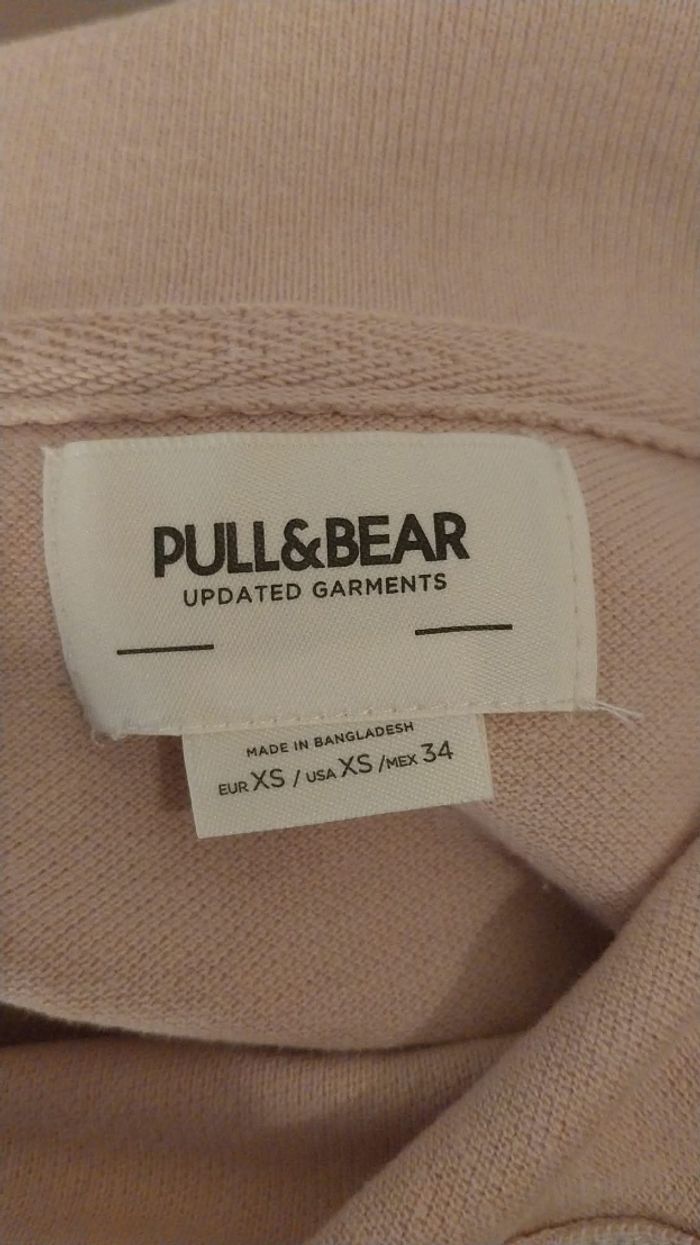 PULL&BEAR
UPDATED GARMENTS
MADE IN BANGLADESH
EUR XS / USA XS /MEX 34